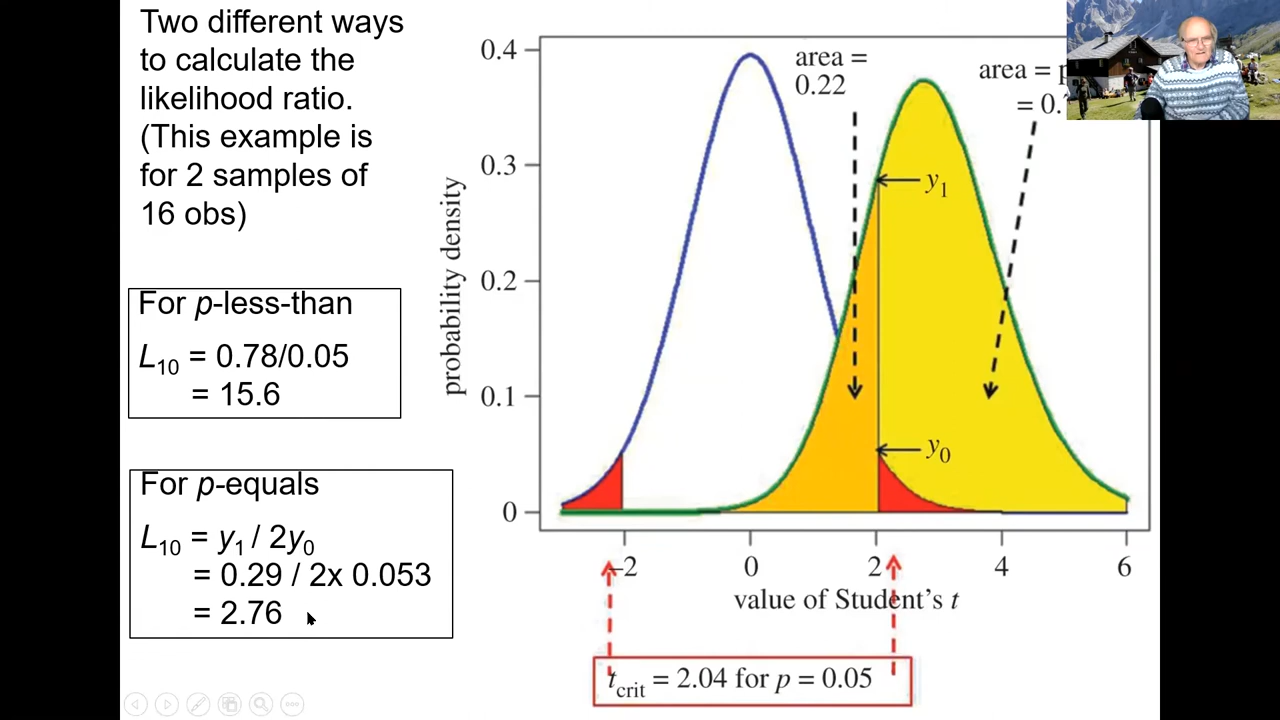 Two different ways
to calculate the
likelihood ratio.
(This example is
for 2 samples of
16 obs)
For p-less-than
L10 = 0.78/0.05
= 15.6
For p-equals
L10 = y1 / 2y0
= 0.29 / 2x 0.053
= 2.76
probability density
0.4
0.3
0.2
0.1
0
area =
0.22
area =
= 0.
y1
y0
−2 0 2 4 6
value of Student's t
tcrit = 2.04 for p = 0.05